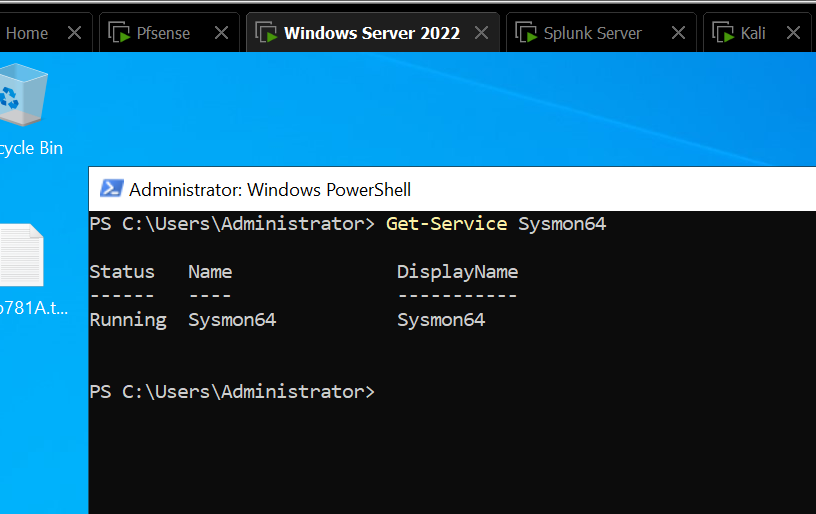 Home Pfsense Windows Server 2022 Splunk Server Kali
cycle Bin
Administrator: Windows PowerShell
PS C:\Users\Administrator> Get-Service Sysmon64
Status Name DisplayName
------ ---- -----------
Running Sysmon64 Sysmon64
p781A.t...
PS C:\Users\Administrator>